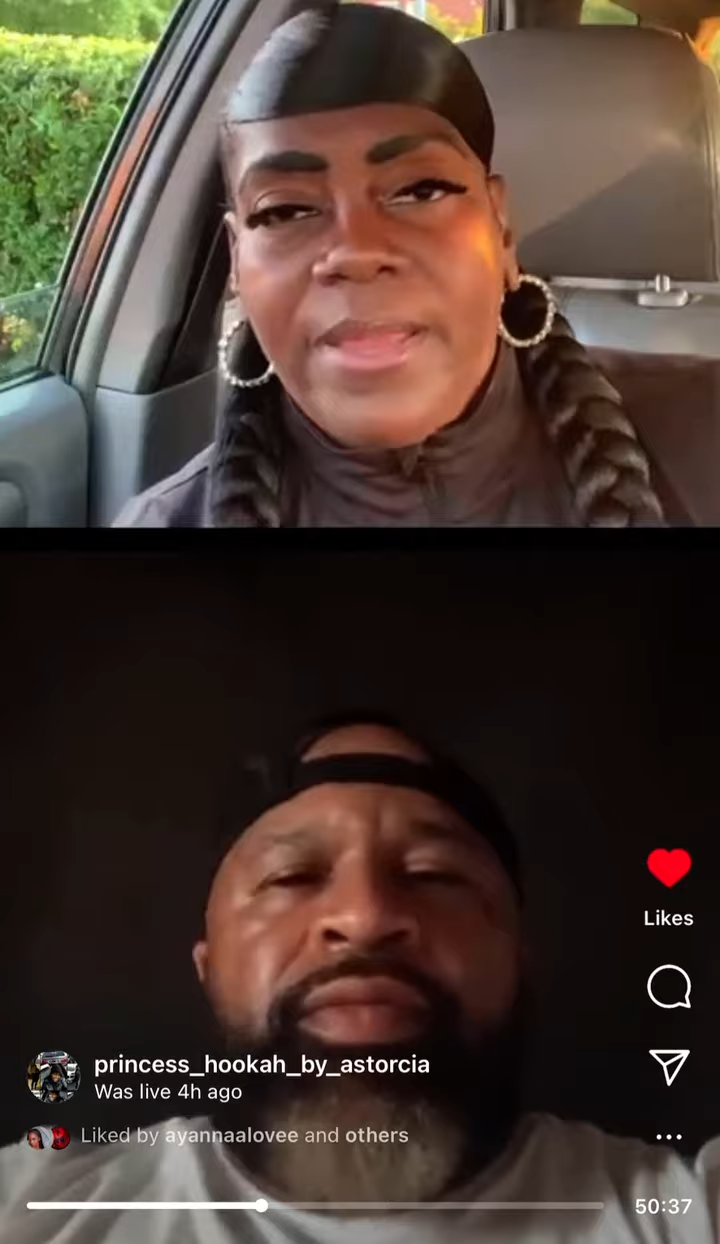 Likes
princess_hookah_by_astorcia
Was live 4h ago
Liked by ayannaalovee and others
50:37